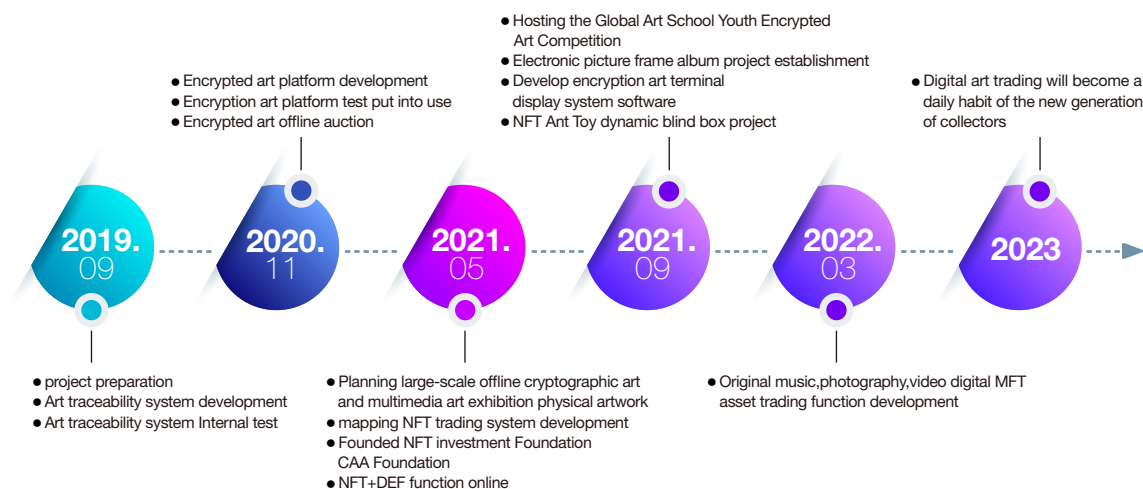 ● Hosting the Global Art School Youth Encrypted
Art Competition
● Electronic picture frame album project establishment
● Develop encryption art terminal
display system software
● NFT Ant Toy dynamic blind box project
● Encrypted art platform development
● Encryption art platform test put into use
● Encrypted art offline auction
● Digital art trading will become a
daily habit of the new generation
of collectors
2019.
09
2020.
11
2021.
05
2021.
09
2022.
03
2023
● project preparation
● Art traceability system development
● Art traceability system Internal test
● Planning large-scale offline cryptographic art
and multimedia art exhibition physical artwork
● mapping NFT trading system development
● Founded NFT investment Foundation
CAA Foundation
● NFT+DEF function online
● Original music,photography,video digital MFT
asset trading function development